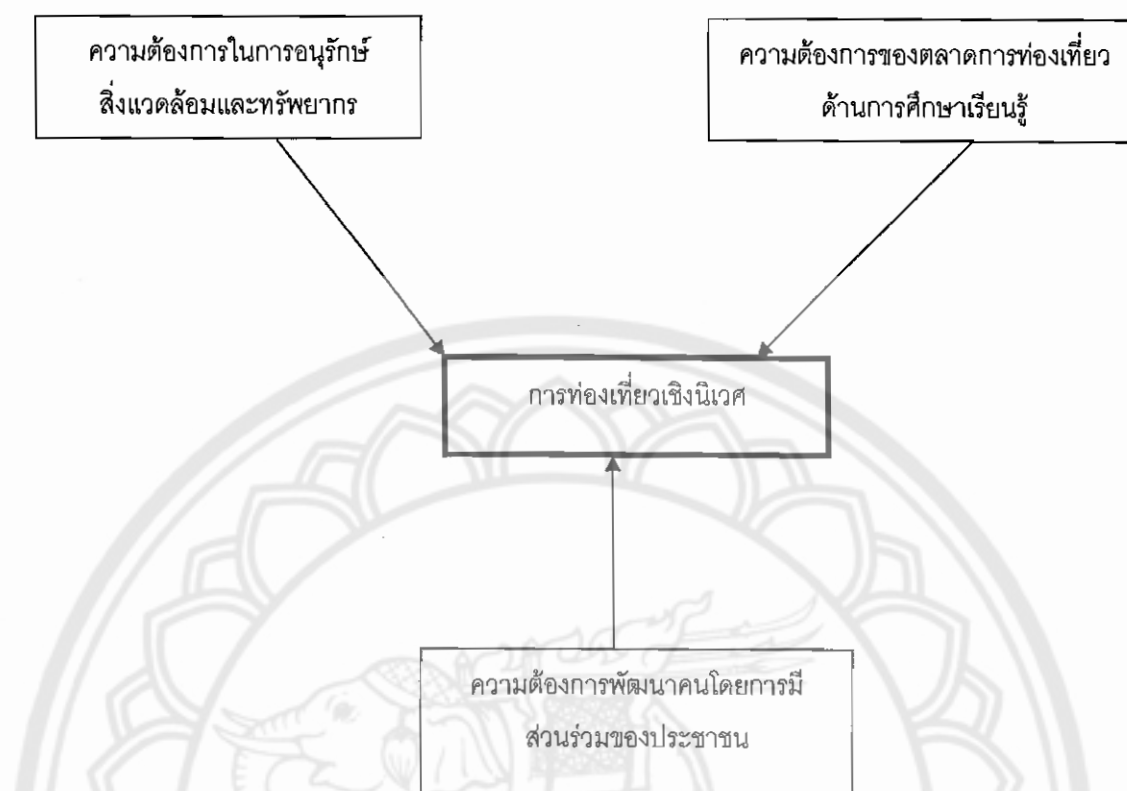 ความต้องการในการอนุรักษ์
สิ่งแวดล้อมและทรัพยากร
ความต้องการของตลาดการท่องเที่ยว
ด้านการศึกษาเรียนรู้
การท่องเที่ยวเชิงนิเวศ
ความต้องการพัฒนาคนโดยการมี
ส่วนร่วมของประชาชน